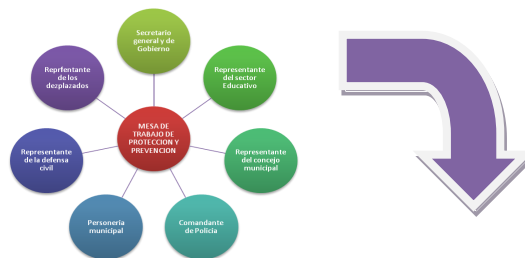 Secretario
general y de
Gobierno
Representante
del sector
Educativo
Representante
del concejo
municipal
Comandante
de Policía
Personería
municipal
Representante
de la defensa
civil
Reprfentante
de los
dezplazados
MESA DE
TRABAJO DE
PROTECCION Y
PREVENCION